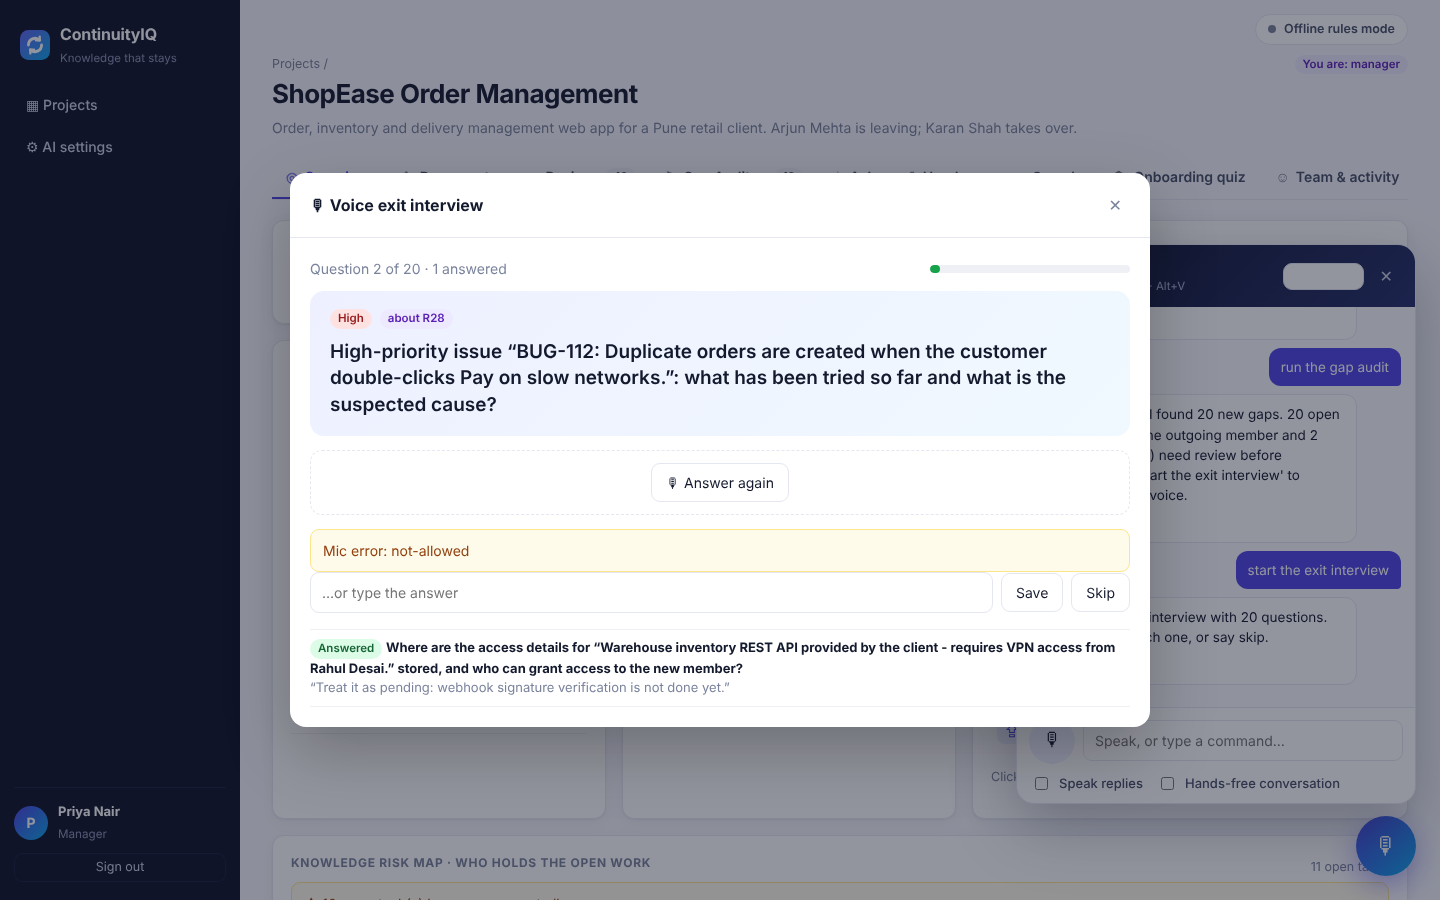 ContinuityIQ
Knowledge that stays
Projects
AI settings
Priya Nair
Manager
Sign out
P
Offline rules mode
Projects /
You are: manager
ShopEase Order Management
Order, inventory and delivery management web app for a Pune retail client. Arjun Mehta is leaving; Karan Shah takes over.
Onboarding quiz
Team & activity
Voice exit interview
Question 2 of 20 · 1 answered
High
about R28
High-priority issue “BUG-112: Duplicate orders are created when the customer
double-clicks Pay on slow networks.”: what has been tried so far and what is the
suspected cause?
Answer again
Mic error: not-allowed
...or type the answer
Save
Skip
Answered Where are the access details for “Warehouse inventory REST API provided by the client - requires VPN access from
Rahul Desai.” stored, and who can grant access to the new member?
“Treat it as pending: webhook signature verification is not done yet.”
· Alt+V
run the gap audit
found 20 new gaps. 20 open
outgoing member and 2
) need review before
the exit interview' to
voice.
start the exit interview
interview with 20 questions.
one, or say skip.
Speak, or type a command...
Speak replies
Hands-free conversation
KNOWLEDGE RISK MAP · WHO HOLDS THE OPEN WORK
11 open